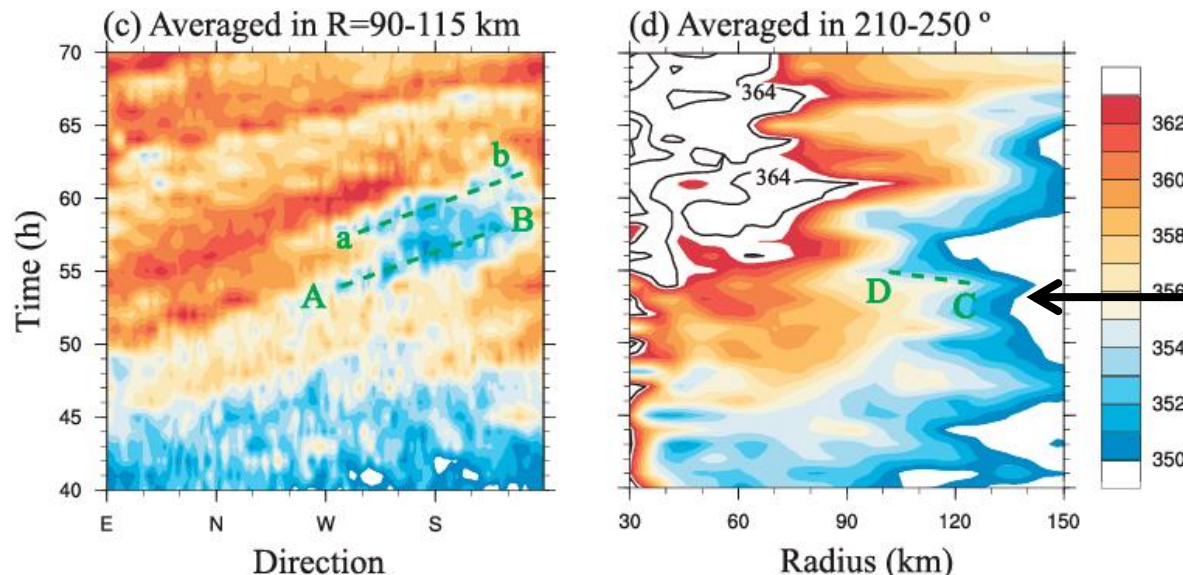 (c) Averaged in R=90-115 km
(d) Averaged in 210-250 º
70
65
60
55
50
45
40
Time (h)
a
b
A
B
E
N
W
S
Direction
364
364
D
C
30
60
90
120
150
Radius (km)
362
360
358
356
354
352
350